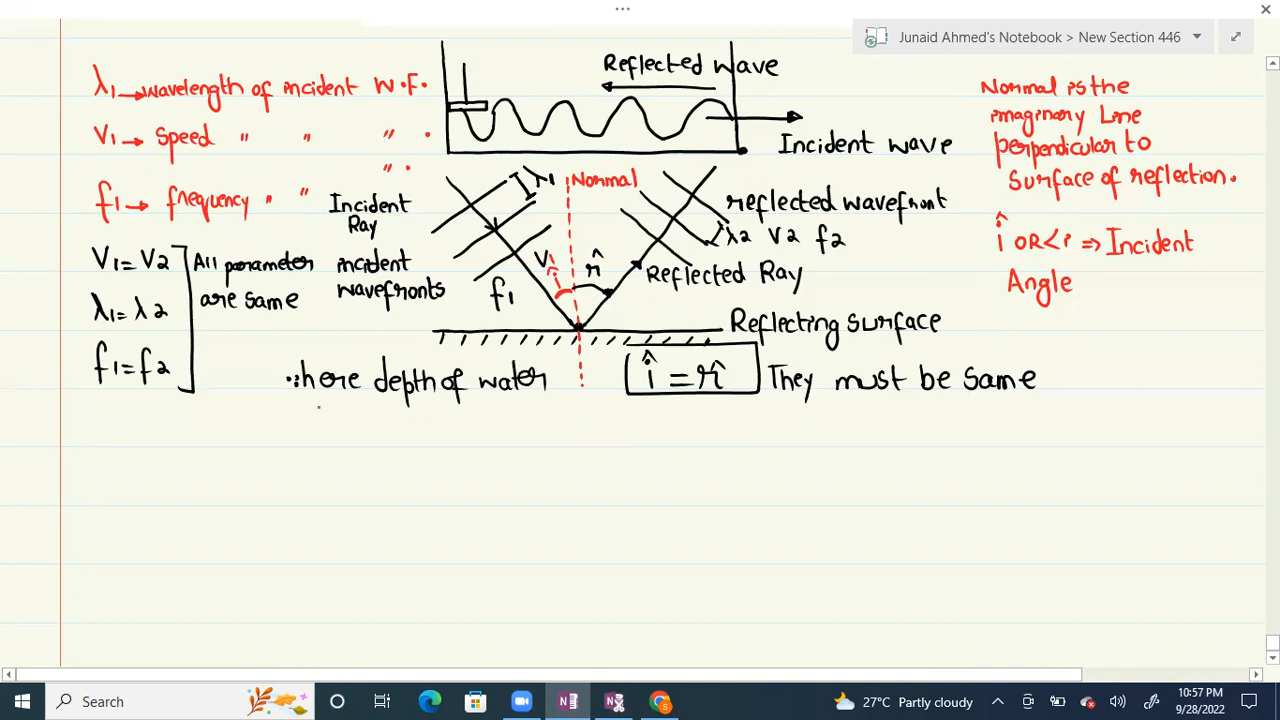 Junaid Ahmed's Notebook > New Section 446
λ1 → wavelength of incident W.F.
V1 → Speed " " " .
" .
f1 → frequency " "
Reflected wave
Incident wave
Normal is the
imaginary Line
perpendicular to
Surface of reflection.
î OR <i => Incident
Angle
Incident
Ray
incident
wavefronts
λ1
Normal
V1
f1
î
r̂
reflected wavefront
λ2 V2 f2
Reflected Ray
Reflecting surface
V1 = V2
λ1 = λ2
f1 = f2
All parameter
are same
∵ here depth of water
î = r̂ They must be same
Search
27°C Partly cloudy
10:57 PM
9/28/2022